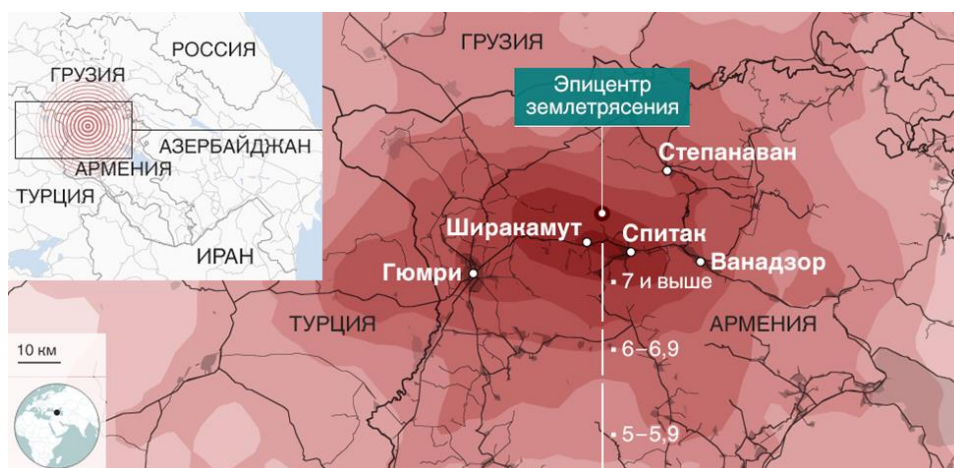 РОССИЯ
ГРУЗИЯ
АЗЕРБАЙДЖАН
АРМЕНИЯ
ТУРЦИЯ
ИРАН
10 км
ГРУЗИЯ
Эпицентр
землетрясения
Степанаван
Ширакамут
Спитак
Гюмри
Ванадзор
7 и выше
ТУРЦИЯ
АРМЕНИЯ
6–6,9
5–5,9